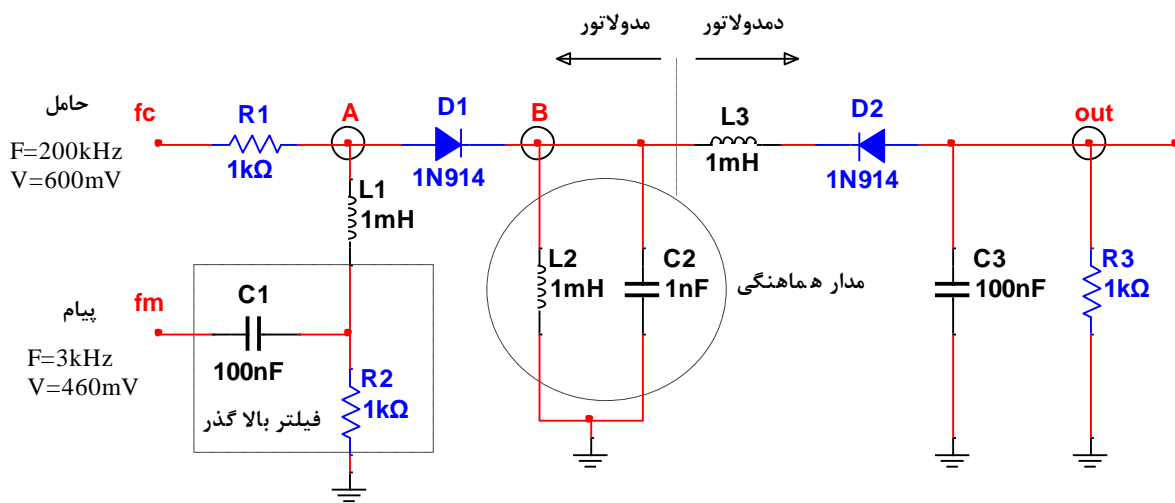 مدولاتور
دمدولاتور
حامل
fc
F=200kHz
V=600mV
R1
1kΩ
A
D1
1N914
B
L3
1mH
D2
1N914
out
L1
1mH
L2
1mH
C2
1nF
مدار هماهنگی
C3
100nF
R3
1kΩ
پیام
fm
F=3kHz
V=460mV
C1
100nF
R2
1kΩ
فیلتر بالا گذر